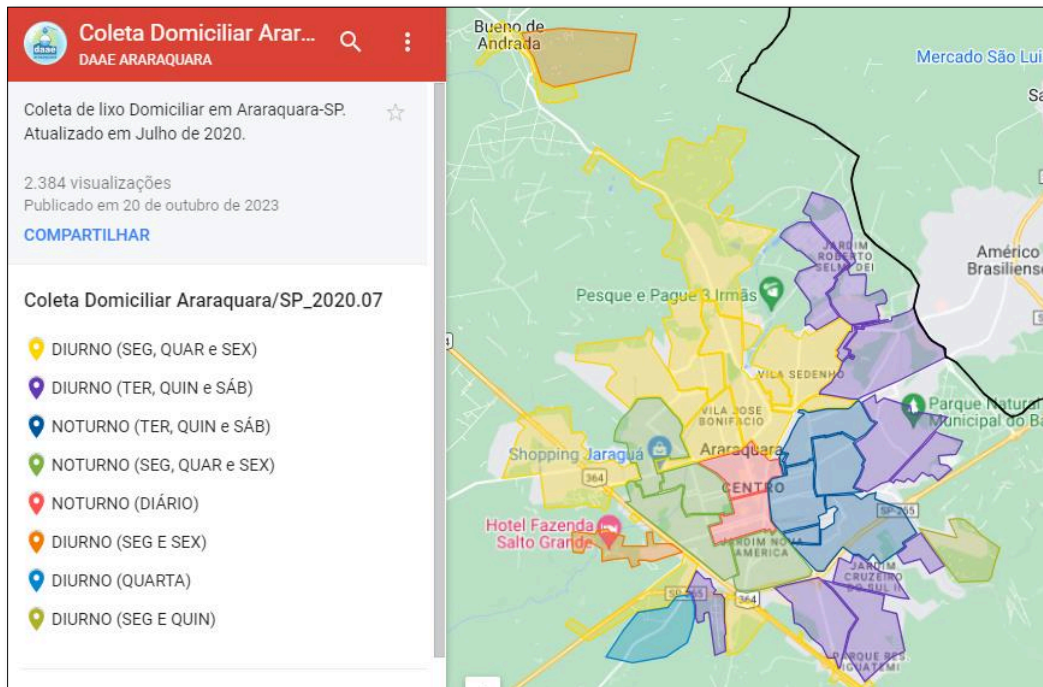 Coleta Domiciliar Arar...
DAAE ARARAQUARA
daae
Coleta de lixo Domiciliar em Araraquara-SP.
Atualizado em Julho de 2020.
2.384 visualizações
Publicado em 20 de outubro de 2023
COMPARTILHAR
Coleta Domiciliar Araraquara/SP_2020.07
DIURNO (SEG, QUAR e SEX)
DIURNO (TER, QUIN e SÁB)
NOTURNO (TER, QUIN e SÁB)
NOTURNO (SEG, QUAR e SEX)
NOTURNO (DIÁRIO)
DIURNO (SEG E SEX)
DIURNO (QUARTA)
DIURNO (SEG E QUIN)
Bueno de
Andrada
Mercado São Lui
Sa
JARDIM
ROBERTO
SELMI DEI
Américo
Brasiliens
Pesque e Pague 3 Irmãs
VILA SEDENHO
VILA JOSÉ
BONIFÁCIO
Parque Natural
Municipal do Ba
Shopping Jaraguá
Araraquara
364
CENTRO
SP-255
Hotel Fazenda
Salto Grande
JARDIM NOVA
AMÉRICA
JARDIM
CRUZEIRO
DO SUL II
SP-255
364
PARQUE RES.
IGUATEMI